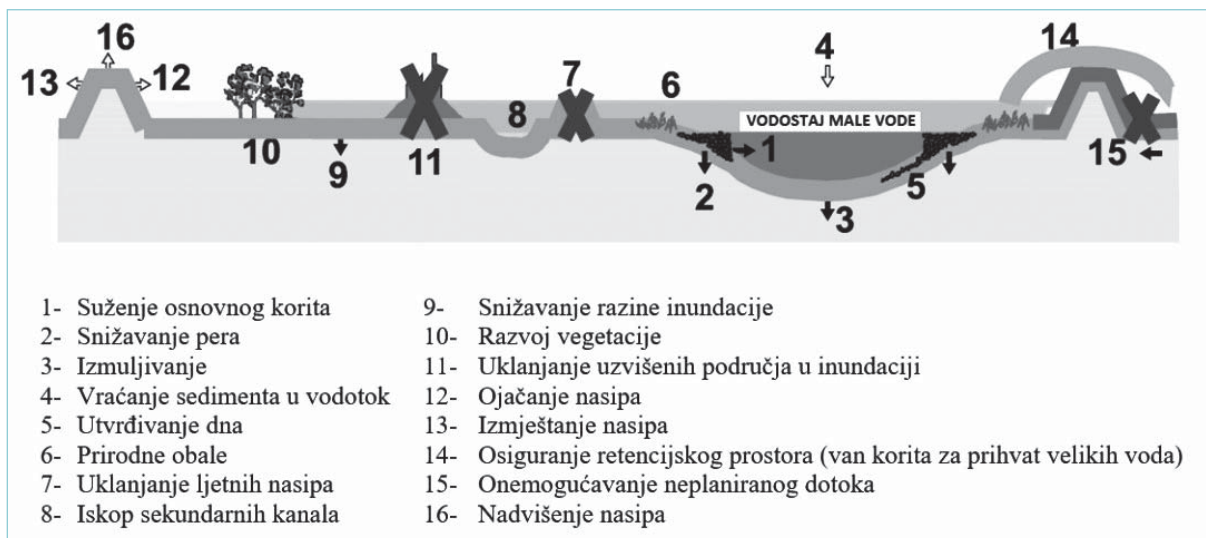 16
13
12
10
9
11
8
7
6
4
VODOSTAJ MALE VODE
1
2
3
5
14
15
1- Suženje osnovnog korita
2- Snižavanje pera
3- Izmuljivanje
4- Vraćanje sedimenta u vodotok
5- Utvrđivanje dna
6- Prirodne obale
7- Uklanjanje ljetnih nasipa
8- Iskop sekundarnih kanala
9- Snižavanje razine inundacije
10- Razvoj vegetacije
11- Uklanjanje uzvišenih područja u inundaciji
12- Ojačanje nasipa
13- Izmještanje nasipa
14- Osiguranje retencijskog prostora (van korita za prihvat velikih voda)
15- Onemogućavanje neplaniranog dotoka
16- Nadvišenje nasipa